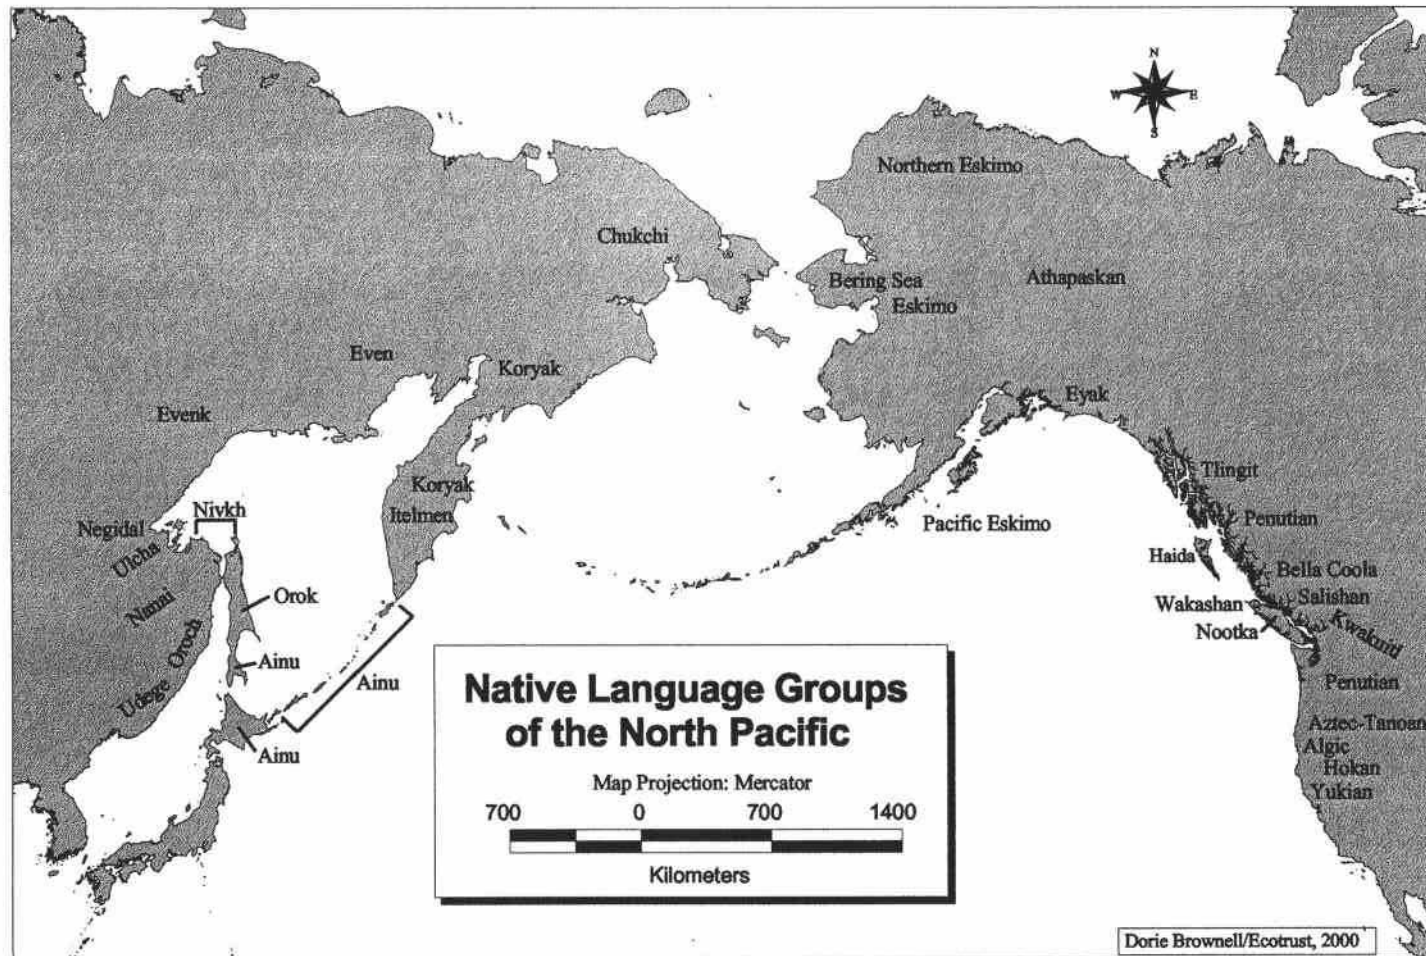 N
W E
S
Northern Eskimo
Chukchi
Bering Sea
Eskimo
Athapaskan
Even
Koryak
Eyak
Evenk
Tlingit
Koryak
Nivkh
Itelmen
Negidal
Pacific Eskimo
Penutian
Ulcha
Haida
Bella Coola
Nanai
Orok
Salishan
Wakashan
Nootka
Kwakuitl
Oroch
Ainu
Ainu
Udege
Penutian
Ainu
Aztec-Tanoan
Algic
Hokan
Yukian
Native Language Groups
of the North Pacific
Map Projection: Mercator
700 0 700 1400
Kilometers
Dorie Brownell/Ecotrust, 2000